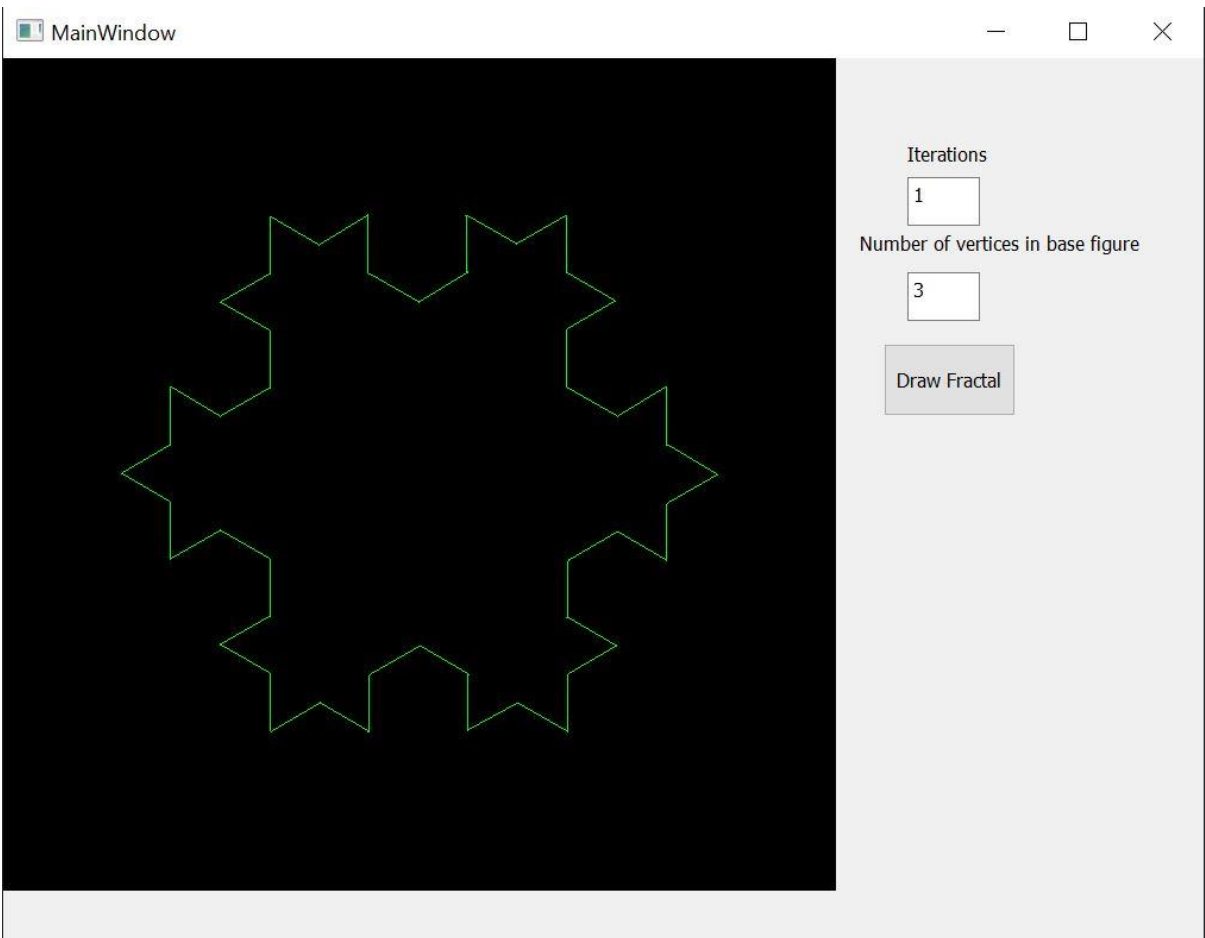 MainWindow
Iterations
1
Number of vertices in base figure
3
Draw Fractal